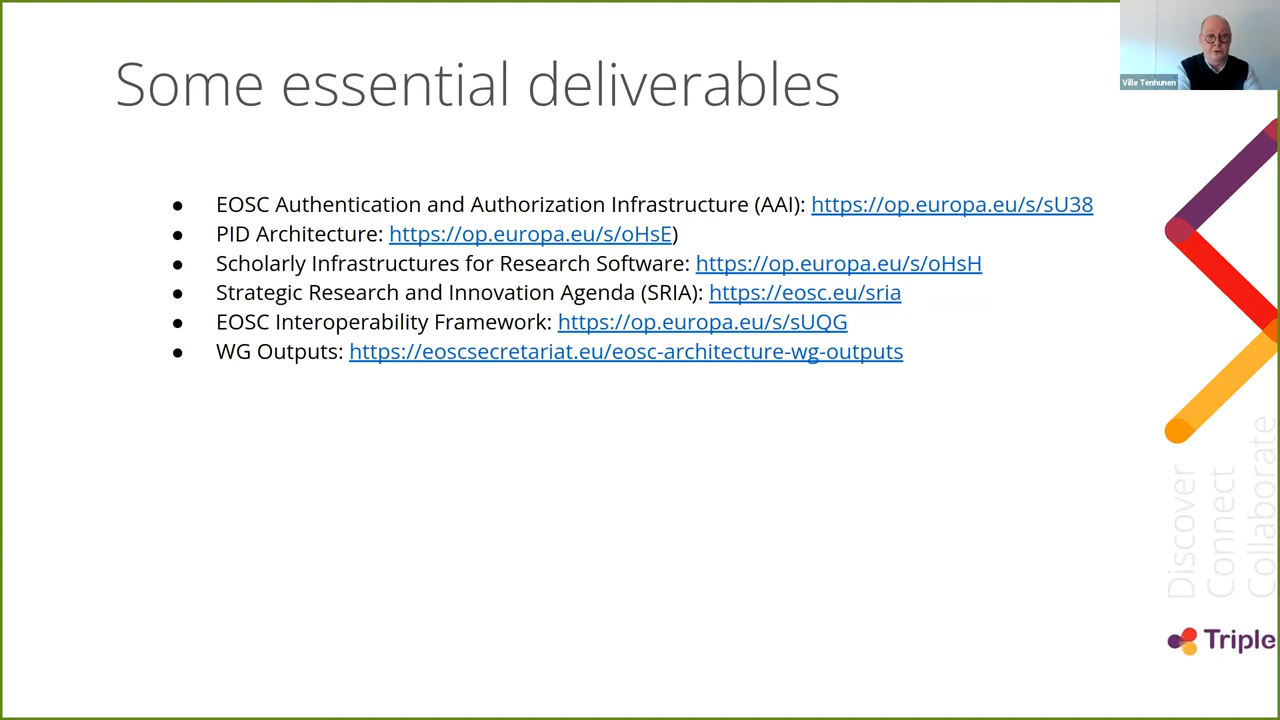 Some essential deliverables
Ville Tenhunen
● EOSC Authentication and Authorization Infrastructure (AAI): https://op.europa.eu/s/sU38
● PID Architecture: https://op.europa.eu/s/oHsE)
● Scholarly Infrastructures for Research Software: https://op.europa.eu/s/oHsH
● Strategic Research and Innovation Agenda (SRIA): https://eosc.eu/sria
● EOSC Interoperability Framework: https://op.europa.eu/s/sUQG
● WG Outputs: https://eoscsecretariat.eu/eosc-architecture-wg-outputs
Discover
Connect
Collaborate
Triple